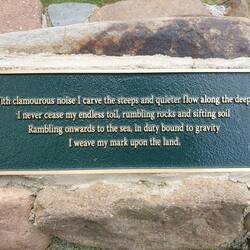 ith clamourous noise I carve the steeps and quieter flow along the deep
I never cease my endless toil, rumbling rocks and sifting soil
Rambling onwards to the sea, in duty bound to gravity
I weave my mark upon the land.